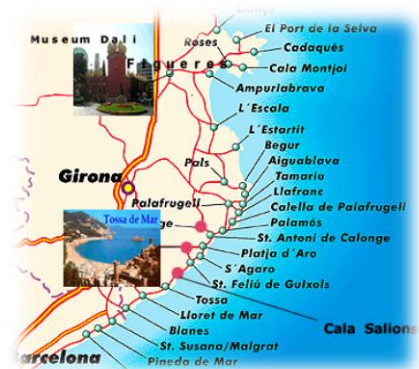 El Port de la Selva
Museum Dali
Roses
Cadaqués
Figueres
Cala Montjoi
Ampuriabrava
L'Escala
L'Estartit
Begur
Pals
Aiguablava
Girona
Tamariu
Llafranc
Palafrugell
Calella de Palafrugell
Tossa de Mar
Palamós
St. Antoni de Calonge
Platja d'Aro
S'Agaro
St. Feliú de Guixols
Tossa
Lloret de Mar
Cala Salions
Blanes
St. Susana/Malgrat
Barcelona
Pineda de Mar